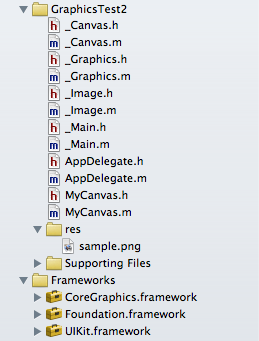 GraphicsTest2
h _Canvas.h
m _Canvas.m
h _Graphics.h
m _Graphics.m
h _Image.h
m _Image.m
h _Main.h
m _Main.m
h AppDelegate.h
m AppDelegate.m
h MyCanvas.h
m MyCanvas.m
res
sample.png
Supporting Files
Frameworks
CoreGraphics.framework
Foundation.framework
UIKit.framework